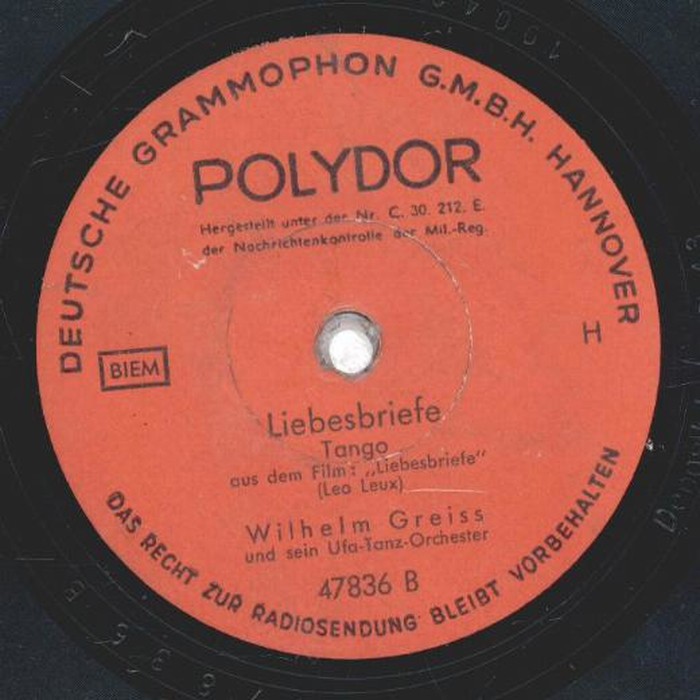 DEUTSCHE GRAMMOPHON G.M.B.H. HANNOVER
POLYDOR
Hergestellt unter der Nr. C. 30. 212. E.
der Nachrichtenkontrolle der Mil.-Reg.
H
BIEM
Liebesbriefe
Tango
aus dem Film: „Liebesbriefe“
(Leo Leux)
Wilhelm Greiss
und sein Ufa-Tanz-Orchester
47836 B
DAS RECHT ZUR RADIOSENDUNG BLEIBT VORBEHALTEN